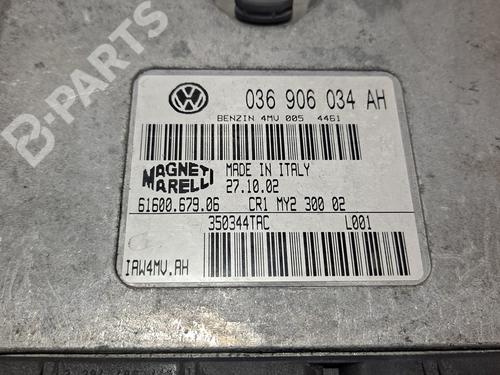 B-PARTS
036 906 034 AH
BENZIN 4MV 005 4461
MAGNETI
MARELLI
MADE IN ITALY
27.10.02
61600.679.06 CR1 MY2 300 02
350344TAC L001
IAW4MV.AH